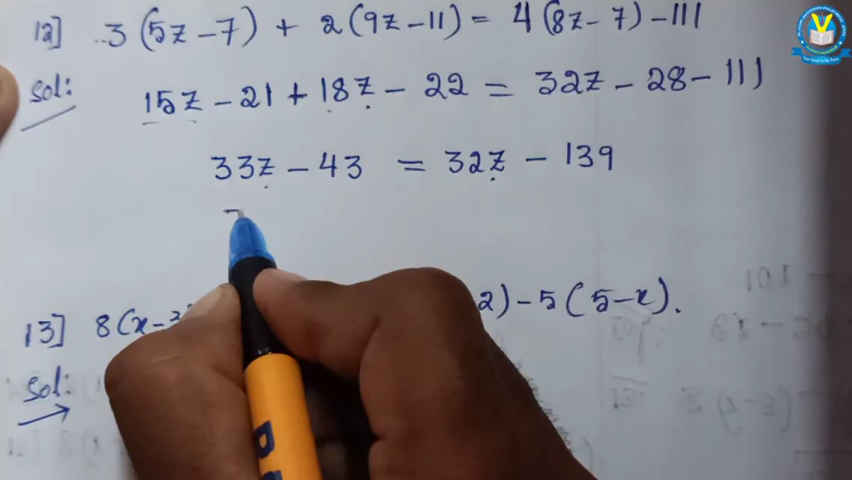 12] 3(5z-7) + 2(9z-11) = 4(8z-7)-111
Sol: 15z - 21 + 18z - 22 = 32z - 28 - 111
33z - 43 = 32z - 139
13] 8(x-3 2) - 5(5-x).
Sol: